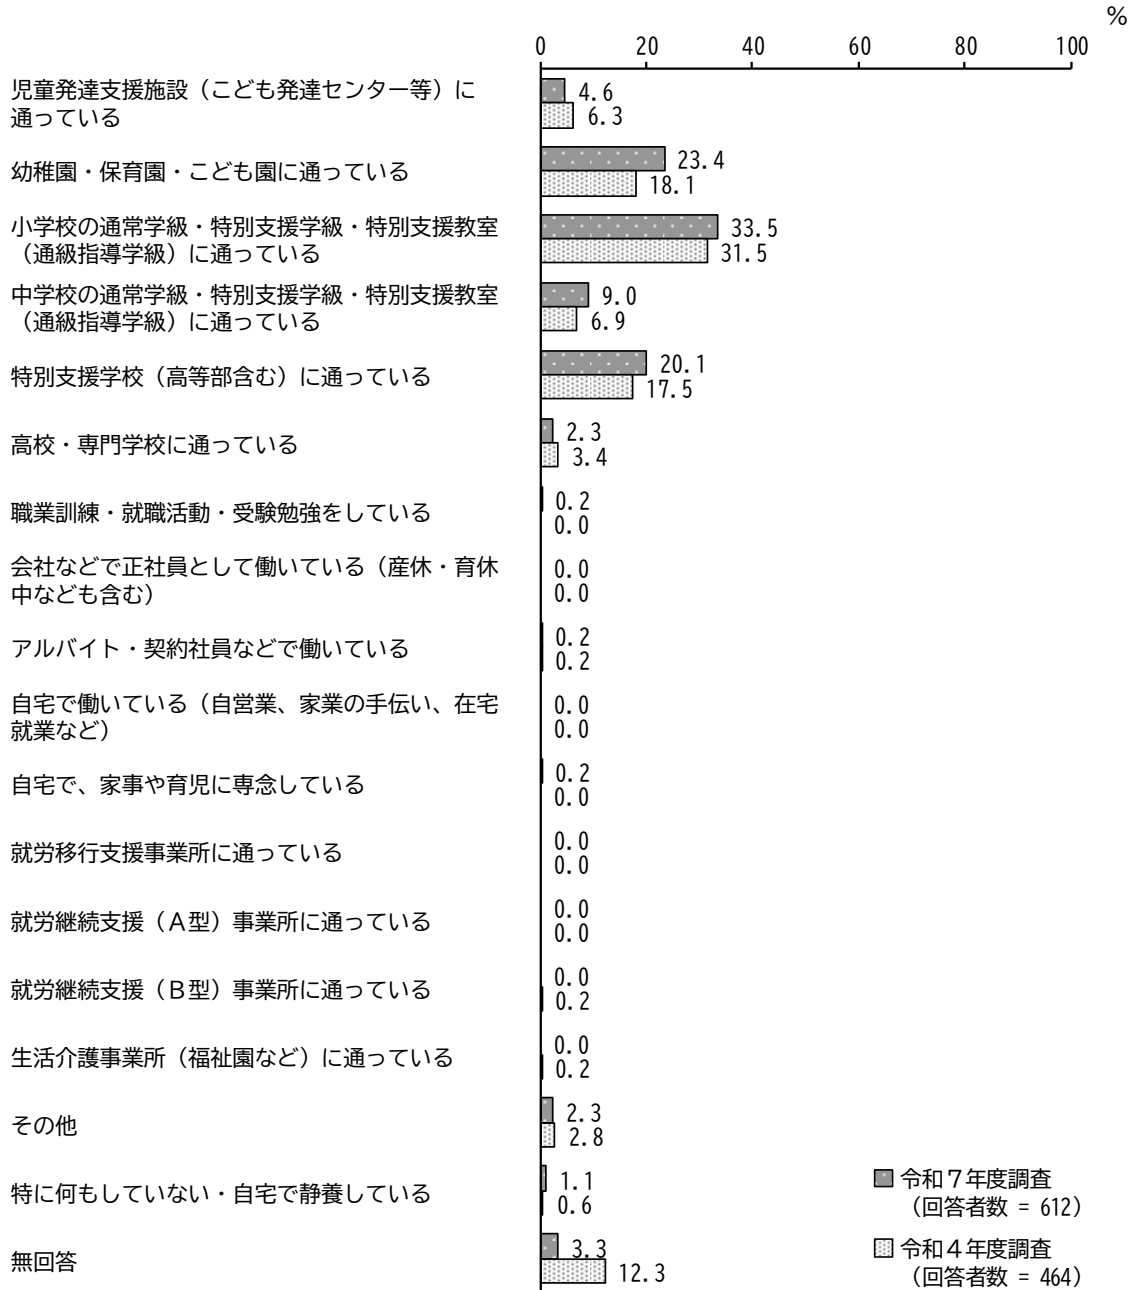 %
0 20 40 60 80 100
児童発達支援施設（こども発達センター等）に
通っている
4.6
6.3
幼稚園・保育園・こども園に通っている
23.4
18.1
小学校の通常学級・特別支援学級・特別支援教室
（通級指導学級）に通っている
33.5
31.5
中学校の通常学級・特別支援学級・特別支援教室
（通級指導学級）に通っている
9.0
6.9
特別支援学校（高等部含む）に通っている
20.1
17.5
高校・専門学校に通っている
2.3
3.4
職業訓練・就職活動・受験勉強をしている
0.2
0.0
会社などで正社員として働いている（産休・育休
中なども含む）
0.0
0.0
アルバイト・契約社員などで働いている
0.2
0.2
自宅で働いている（自営業、家業の手伝い、在宅
就業など）
0.0
0.0
自宅で、家事や育児に専念している
0.2
0.0
就労移行支援事業所に通っている
0.0
0.0
就労継続支援（Ａ型）事業所に通っている
0.0
0.0
就労継続支援（Ｂ型）事業所に通っている
0.0
0.2
生活介護事業所（福祉園など）に通っている
0.0
0.2
その他
2.3
2.8
特に何もしていない・自宅で静養している
1.1
0.6
無回答
3.3
12.3
令和７年度調査
（回答者数 = 612）
令和４年度調査
（回答者数 = 464）